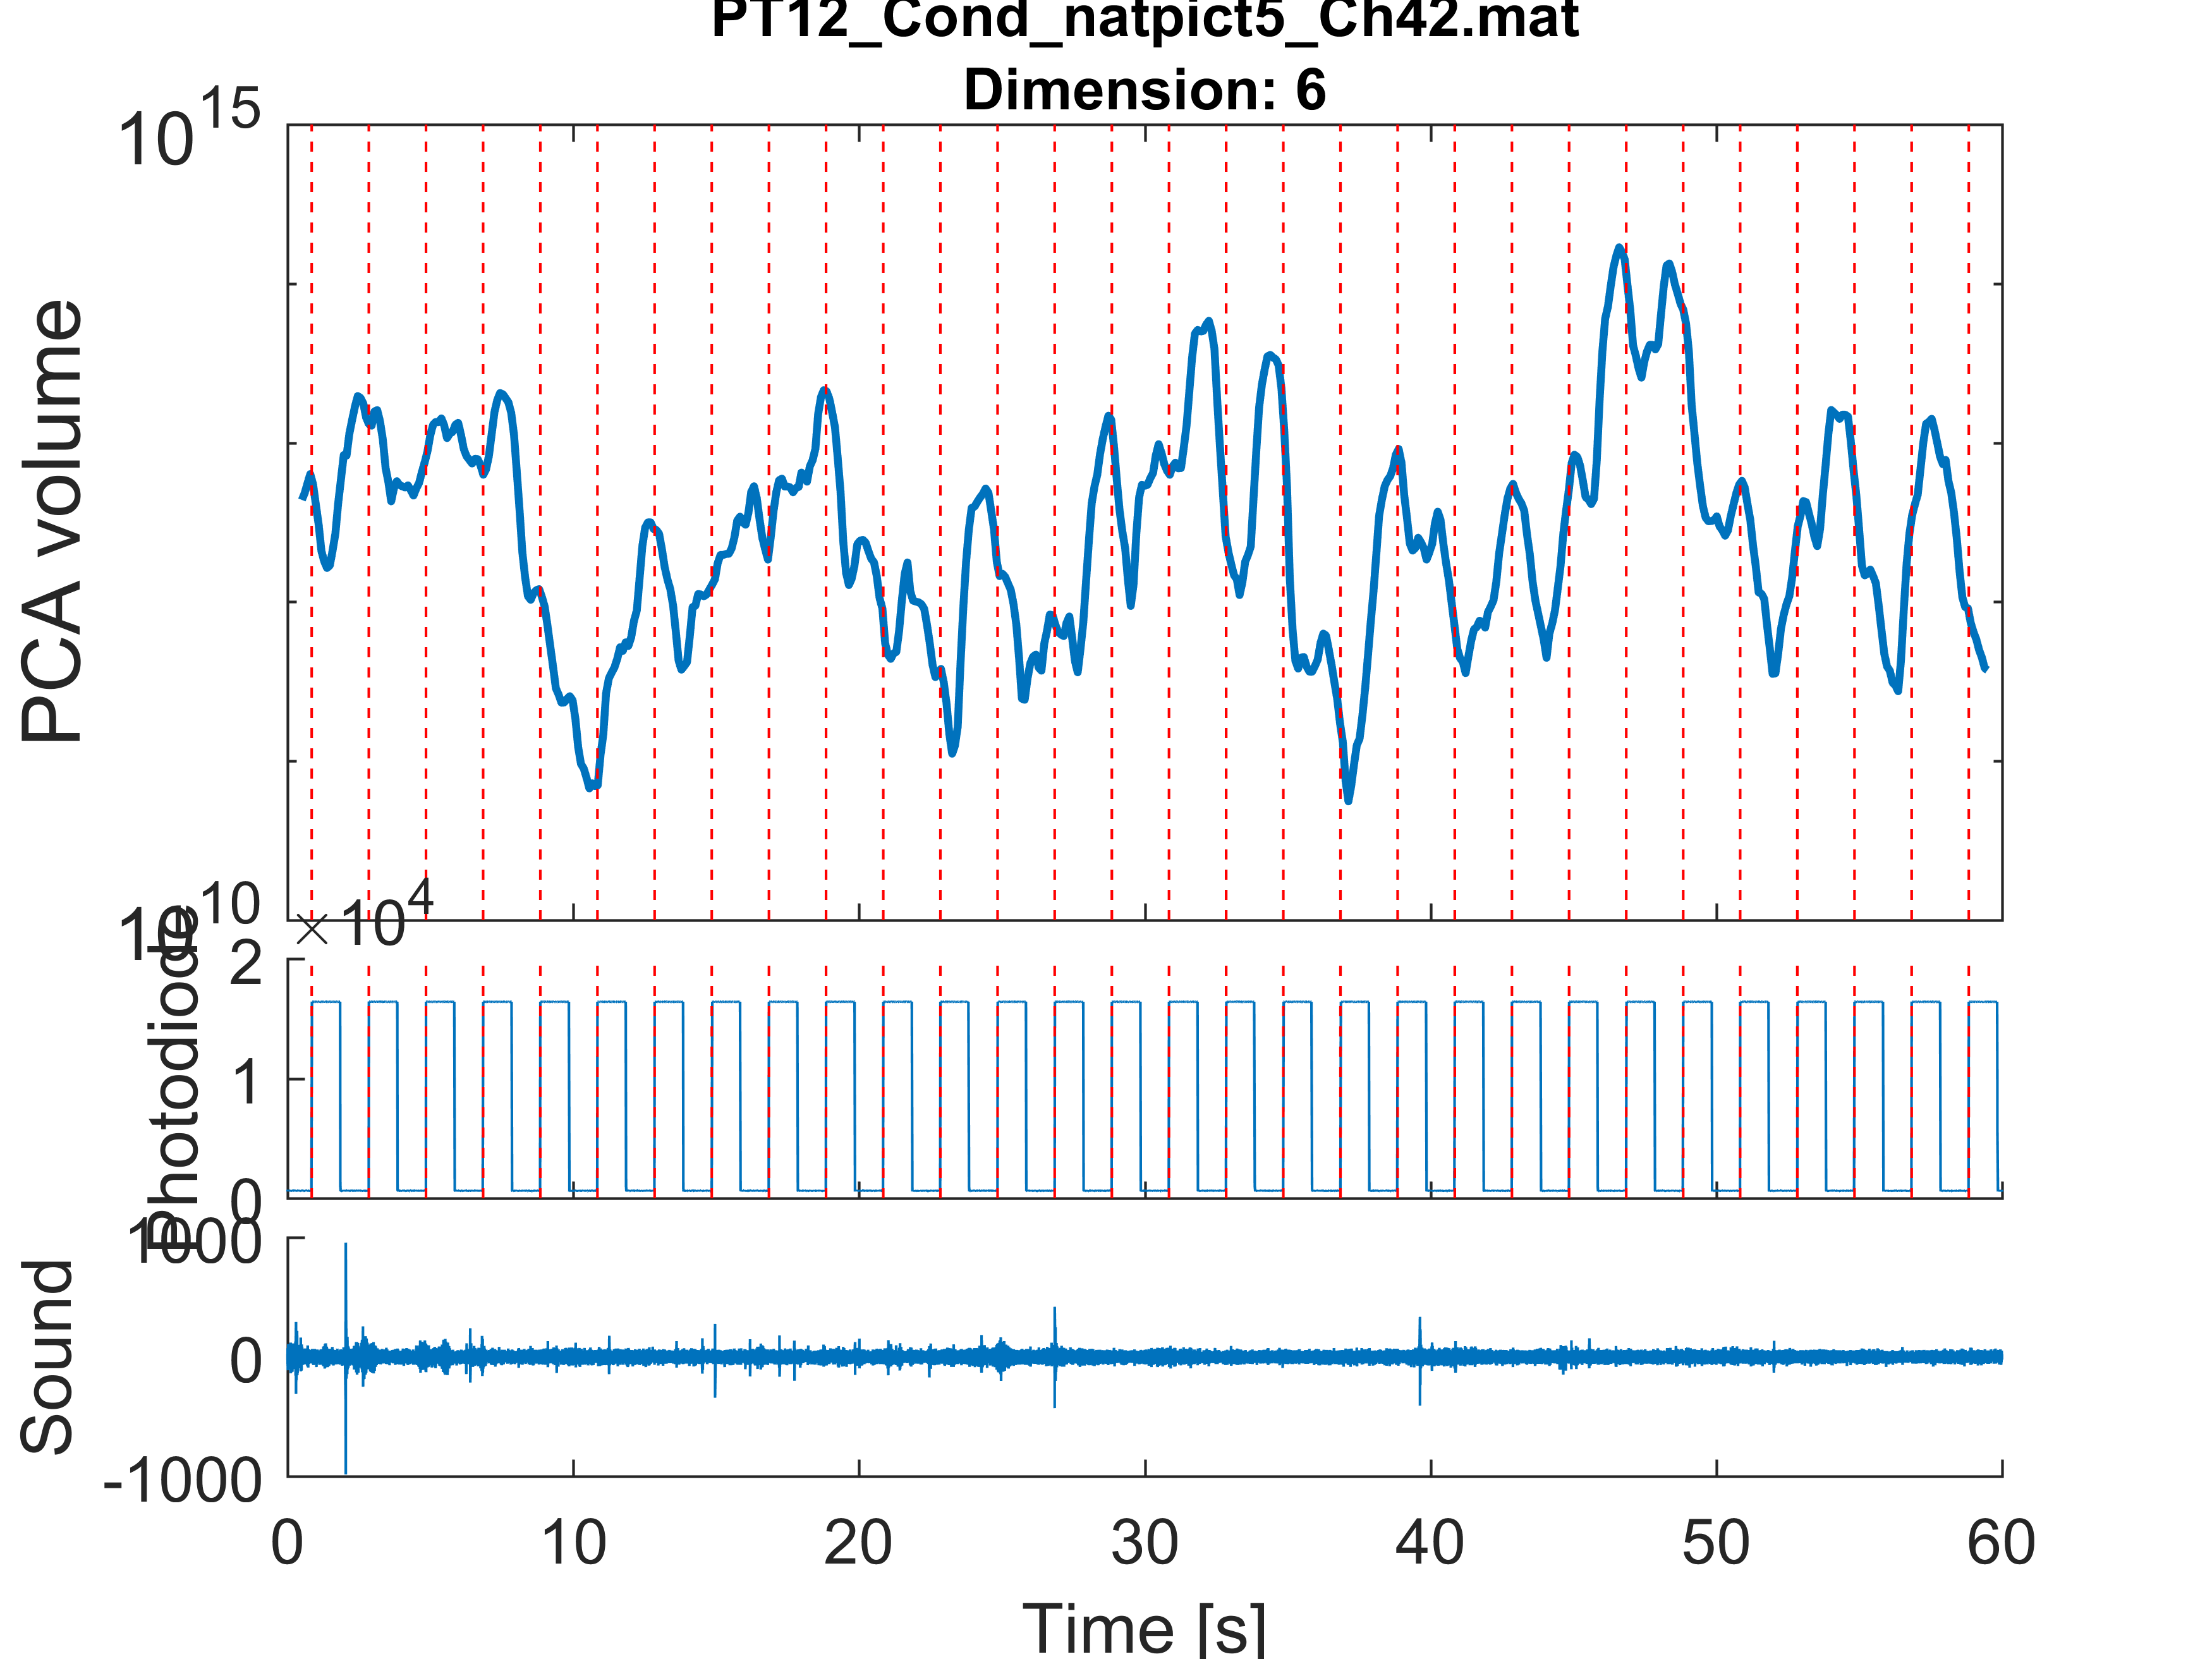 PT12_Cond_natpict5_Ch42.mat
Dimension: 6
10^15
PCA volume
10^10
×10^4
2
1
0
Photodiode
1000
0
-1000
Sound
0 10 20 30 40 50 60
Time [s]